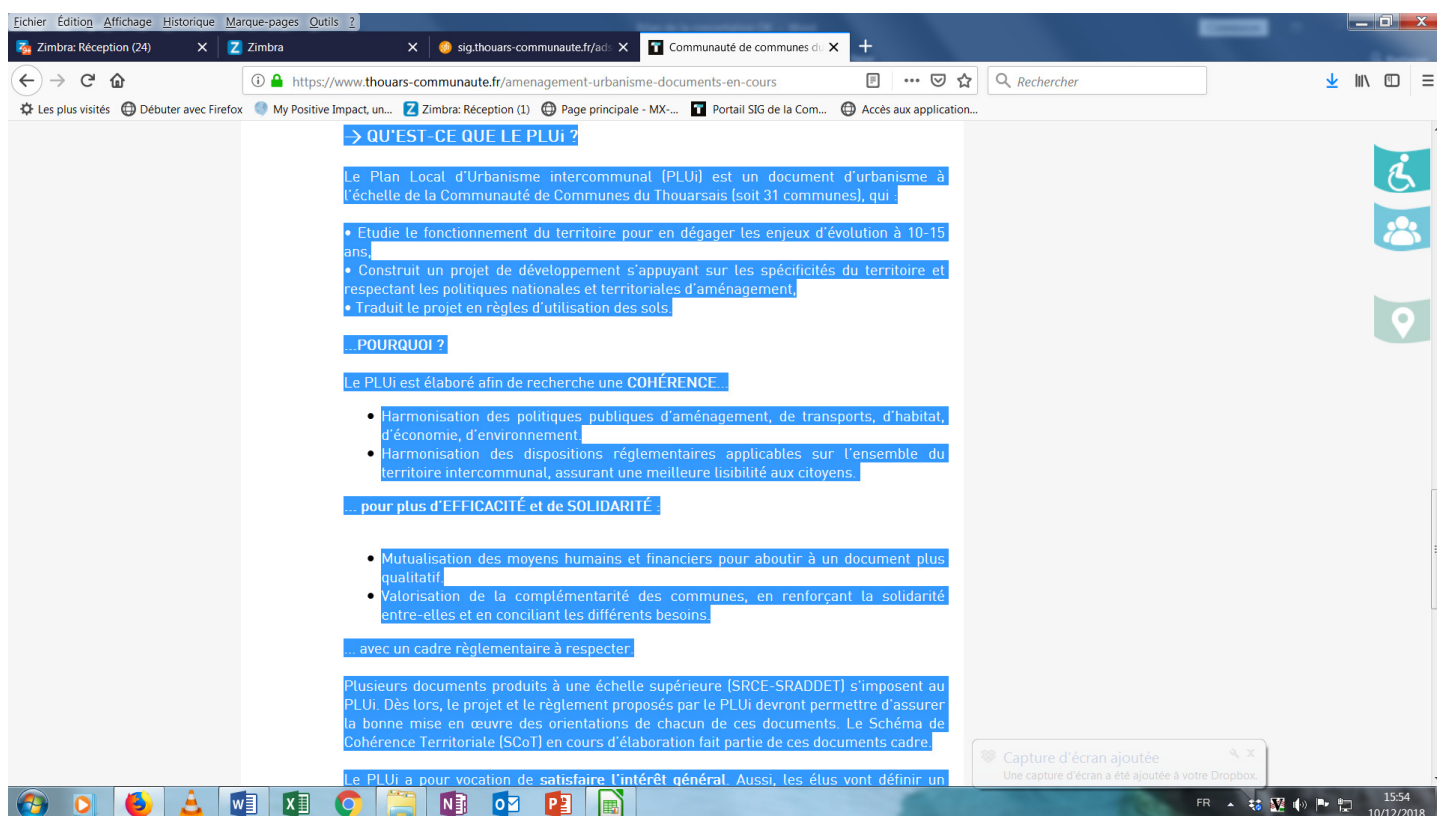 Fichier Édition Affichage Historique Marque-pages Outils ?
Zimbra: Réception (24)
Zimbra
sig.thouars-communaute.fr/ads
Communauté de communes du
https://www.thouars-communaute.fr/amenagement-urbanisme-documents-en-cours
Rechercher
Les plus visités Débuter avec Firefox My Positive Impact, un... Zimbra: Réception (1) Page principale - MX-... Portail SIG de la Com... Accès aux application...
→ QU'EST-CE QUE LE PLUi ?
Le Plan Local d'Urbanisme intercommunal (PLUi) est un document d'urbanisme à
l'échelle de la Communauté de Communes du Thouarsais (soit 31 communes), qui :
• Etudie le fonctionnement du territoire pour en dégager les enjeux d'évolution à 10-15
ans,
• Construit un projet de développement s'appuyant sur les spécificités du territoire et
respectant les politiques nationales et territoriales d'aménagement,
• Traduit le projet en règles d'utilisation des sols.
...POURQUOI ?
Le PLUi est élaboré afin de recherche une COHÉRENCE...
• Harmonisation des politiques publiques d'aménagement, de transports, d'habitat,
d'économie, d'environnement.
• Harmonisation des dispositions réglementaires applicables sur l'ensemble du
territoire intercommunal, assurant une meilleure lisibilité aux citoyens.
... pour plus d'EFFICACITÉ et de SOLIDARITÉ :
• Mutualisation des moyens humains et financiers pour aboutir à un document plus
qualitatif.
• Valorisation de la complémentarité des communes, en renforçant la solidarité
entre-elles et en conciliant les différents besoins.
... avec un cadre règlementaire à respecter.
Plusieurs documents produits à une échelle supérieure (SRCE-SRADDET) s'imposent au
PLUi. Dès lors, le projet et le règlement proposés par le PLUi devront permettre d'assurer
la bonne mise en œuvre des orientations de chacun de ces documents. Le Schéma de
Cohérence Territoriale (SCoT) en cours d'élaboration fait partie de ces documents cadre.
Le PLUi a pour vocation de satisfaire l'intérêt général. Aussi, les élus vont définir un
Capture d'écran ajoutée
Une capture d'écran a été ajoutée à votre Dropbox.
FR
15:54
10/12/2018